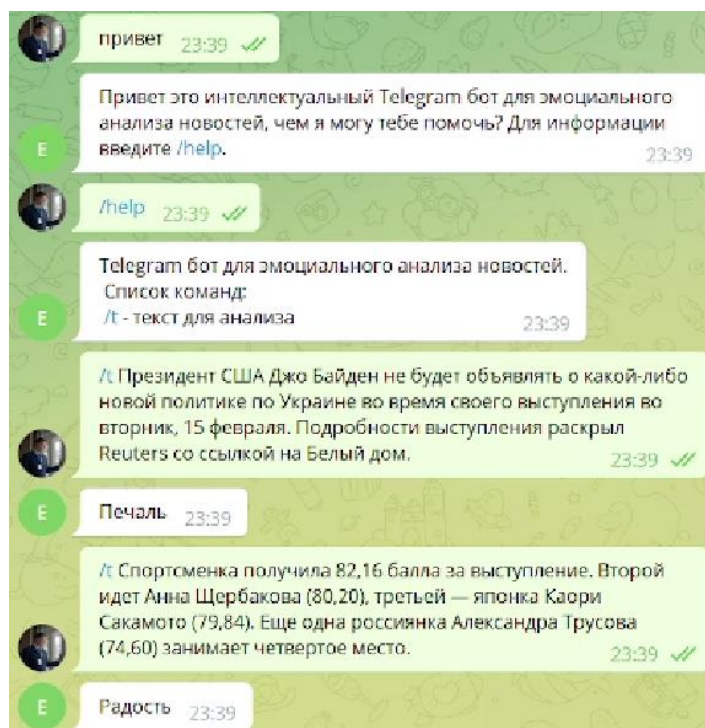 привет 23:39
Привет это интеллектуальный Telegram бот для эмоциального
анализа новостей, чем я могу тебе помочь? Для информации
введите /help.
23:39
E
/help 23:39
Telegram бот для эмоциального анализа новостей.
Список команд:
/t - текст для анализа
23:39
E
/t Президент США Джо Байден не будет объявлять о какой-либо
новой политике по Украине во время своего выступления во
вторник, 15 февраля. Подробности выступления раскрыл
Reuters со ссылкой на Белый дом.
23:39
E
Печаль 23:39
/t Спортсменка получила 82,16 балла за выступление. Второй
идет Анна Щербакова (80,20), третьей — японка Каори
Сакамото (79,84). Еще одна россиянка Александра Трусова
(74,60) занимает четвертое место.
23:39
E
Радость 23:39